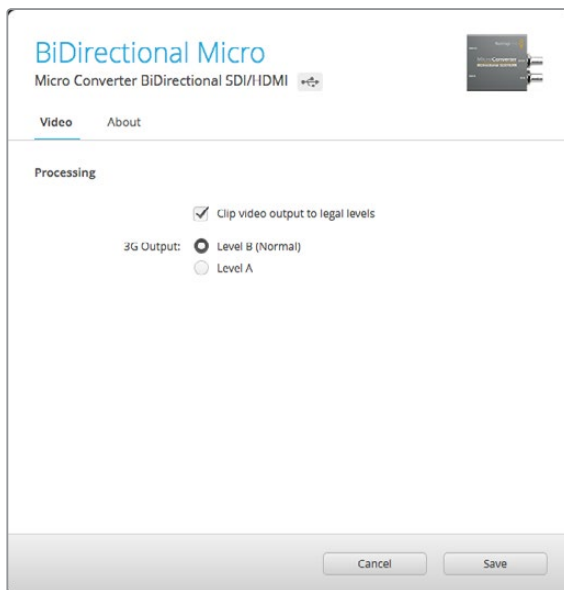 BiDirectional Micro
Micro Converter BiDirectional SDI/HDMI
Video About
Processing
Clip video output to legal levels
3G Output: Level B (Normal)
Level A
Cancel Save